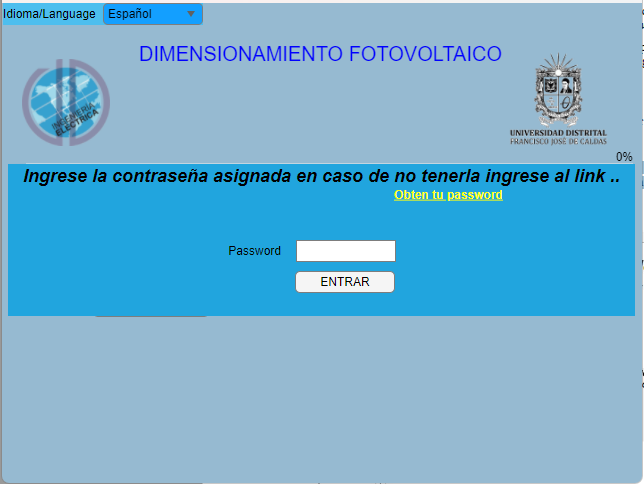 Idioma/Language Español
DIMENSIONAMIENTO FOTOVOLTAICO
INGENIERÍA
ELÉCTRICA
UNIVERSIDAD DISTRITAL
FRANCISCO JOSÉ DE CALDAS
0%
Ingrese la contraseña asignada en caso de no tenerla ingrese al link ..
Obten tu password
Password
ENTRAR